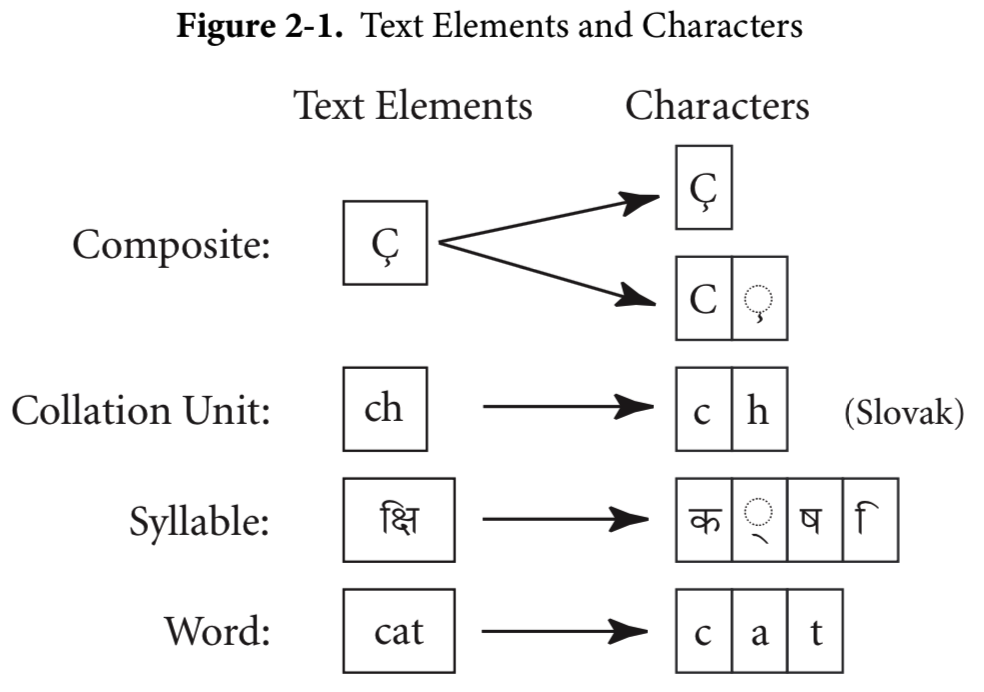 Figure 2-1. Text Elements and Characters
Text Elements Characters
Ç
Composite: Ç
C ◌̧
Collation Unit: ch c h (Slovak)
Syllable: क्षि क ◌् ष ि
Word: cat c a t